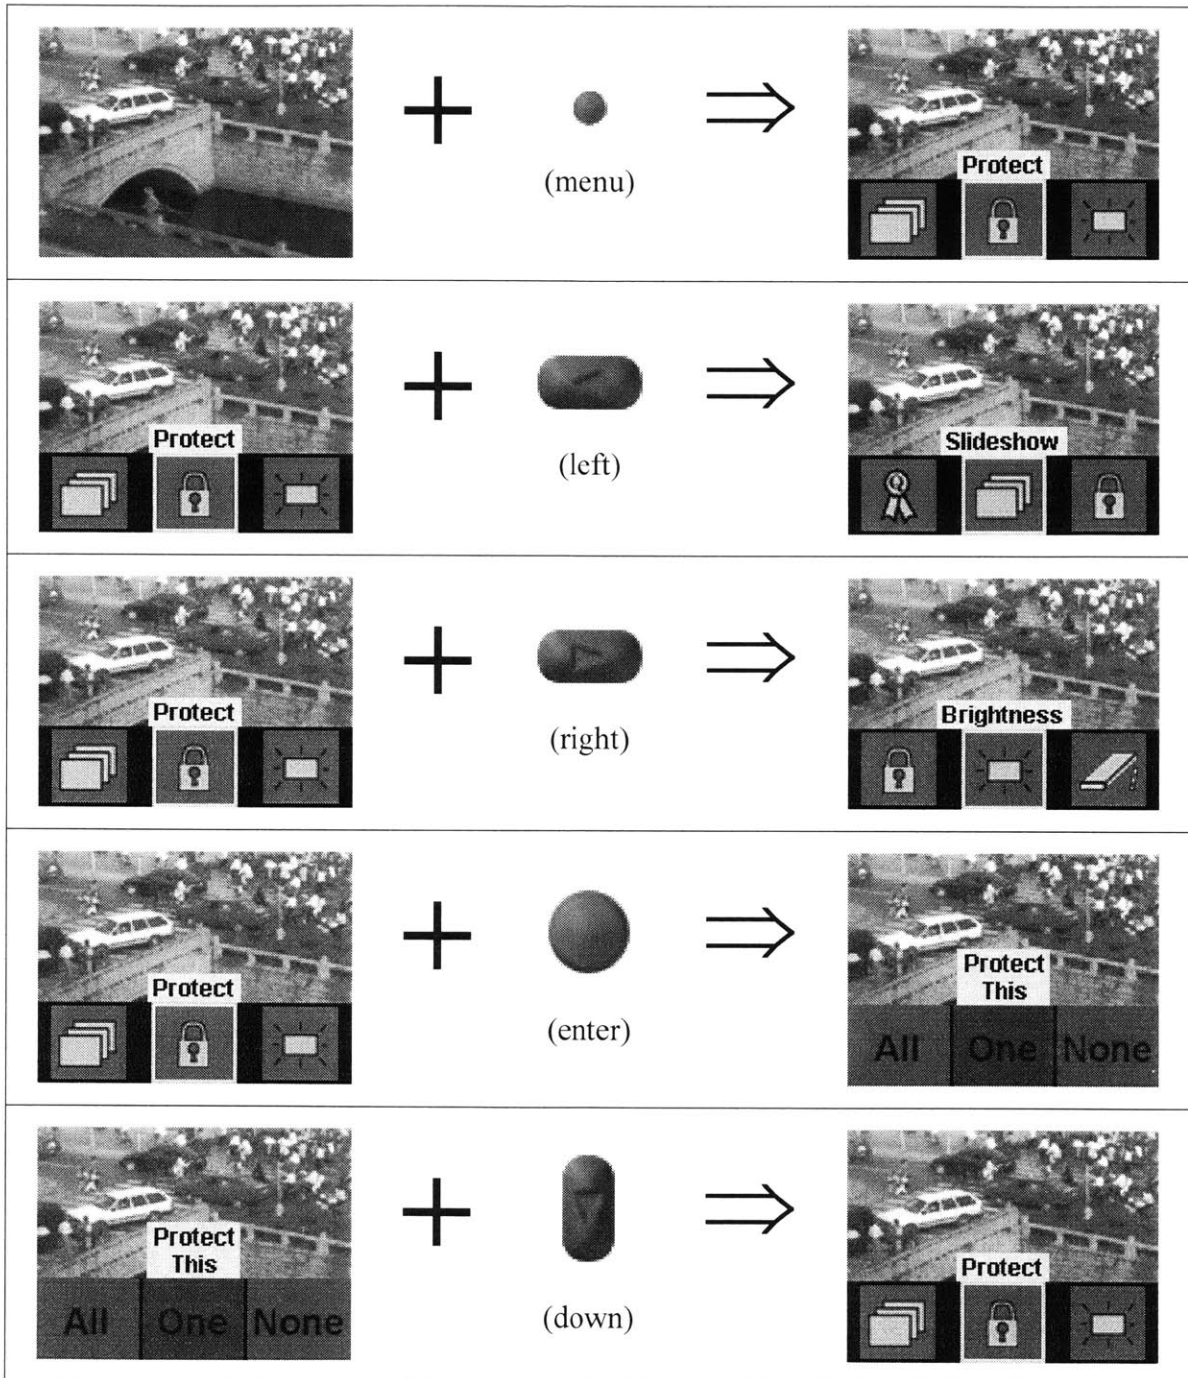 Protect
(menu)
Protect
(left)
Slideshow
Protect
(right)
Brightness
Protect
(enter)
Protect
This
All One None
Protect
This
All One None
(down)
Protect